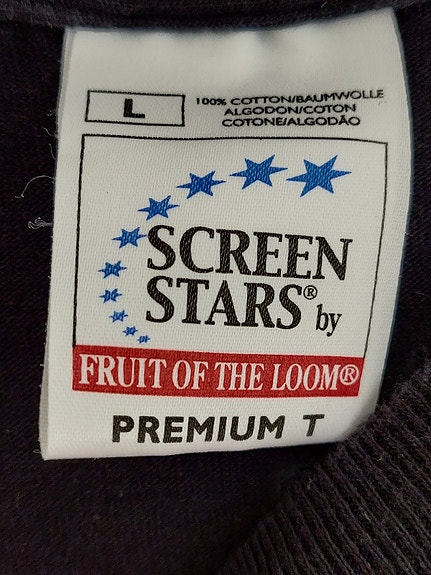 L
100% COTTON/BAUMWOLLE
ALGODON/COTON
COTONE/ALGODÃO
SCREEN
STARS® by
FRUIT OF THE LOOM®
PREMIUM T